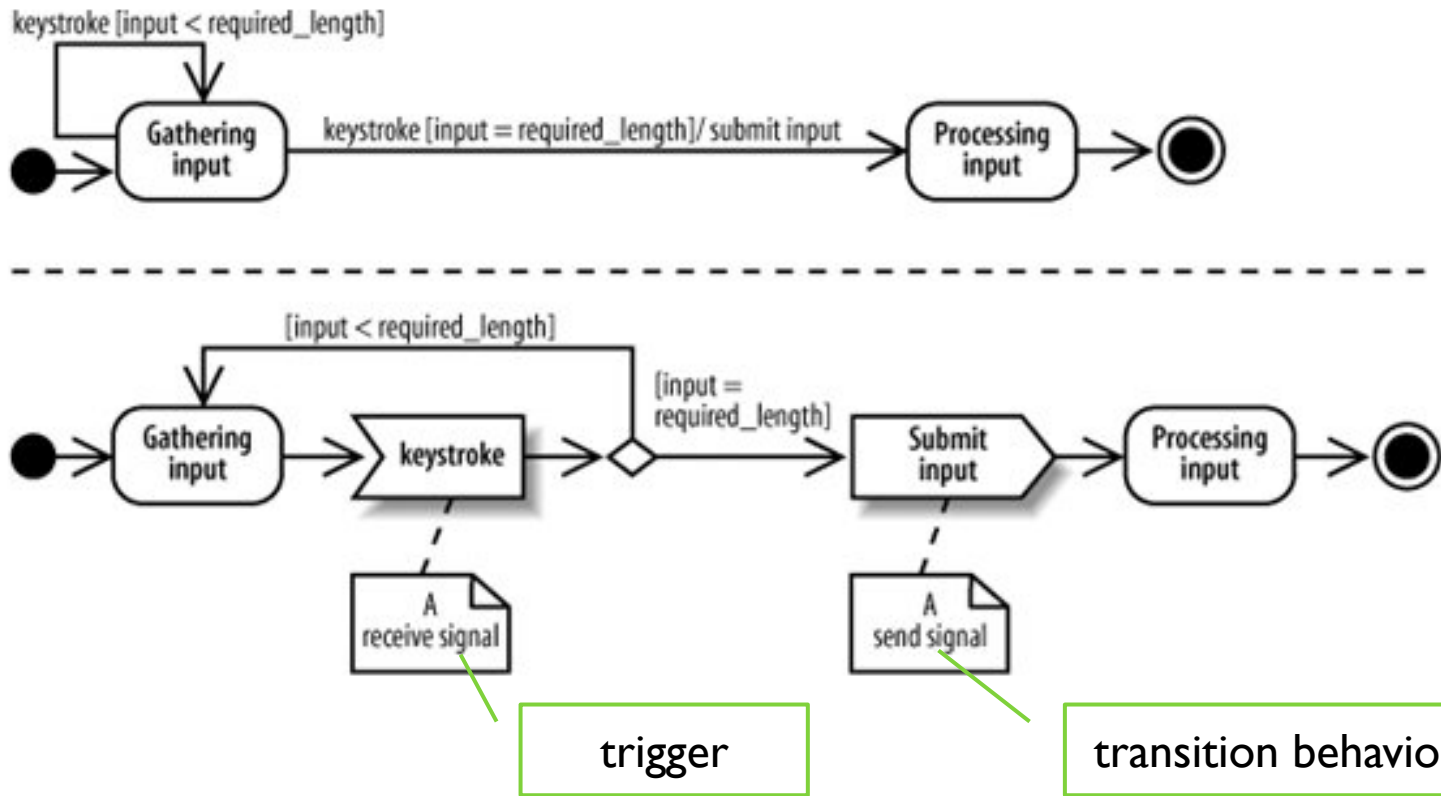 keystroke [input < required_length]
Gathering
input
keystroke [input = required_length]/ submit input
Processing
input
[input < required_length]
[input =
required_length]
Gathering
input
keystroke
Submit
input
Processing
input
A
receive signal
A
send signal
trigger
transition behavio